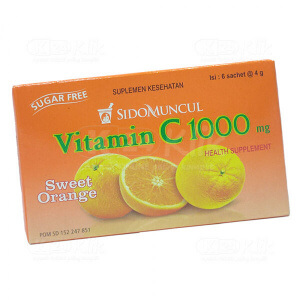 SUPLEMEN KESEHATAN
Isi : 6 sachet @ 4 g
SUGAR FREE
SIDOMUNCUL
Vitamin C 1000 mg
HEALTH SUPPLEMENT
Sweet
Orange
POM SD 152 247 851